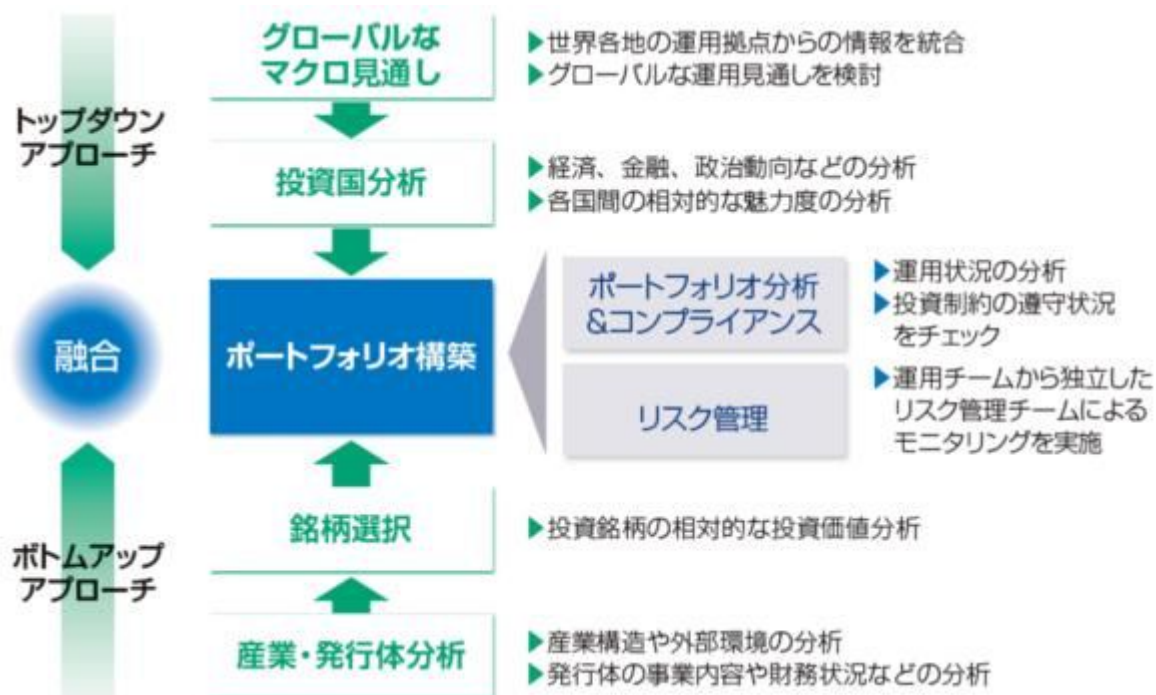 グローバルな
マクロ見通し
▶世界各地の運用拠点からの情報を統合
▶グローバルな運用見通しを検討
トップダウン
アプローチ
投資国分析
▶経済、金融、政治動向などの分析
▶各国間の相対的な魅力度の分析
融合
ポートフォリオ構築
ポートフォリオ分析
&コンプライアンス
▶運用状況の分析
▶投資制約の遵守状況
をチェック
リスク管理
▶運用チームから独立した
リスク管理チームによる
モニタリングを実施
ボトムアップ
アプローチ
銘柄選択
▶投資銘柄の相対的な投資価値分析
産業・発行体分析
▶産業構造や外部環境の分析
▶発行体の事業内容や財務状況などの分析